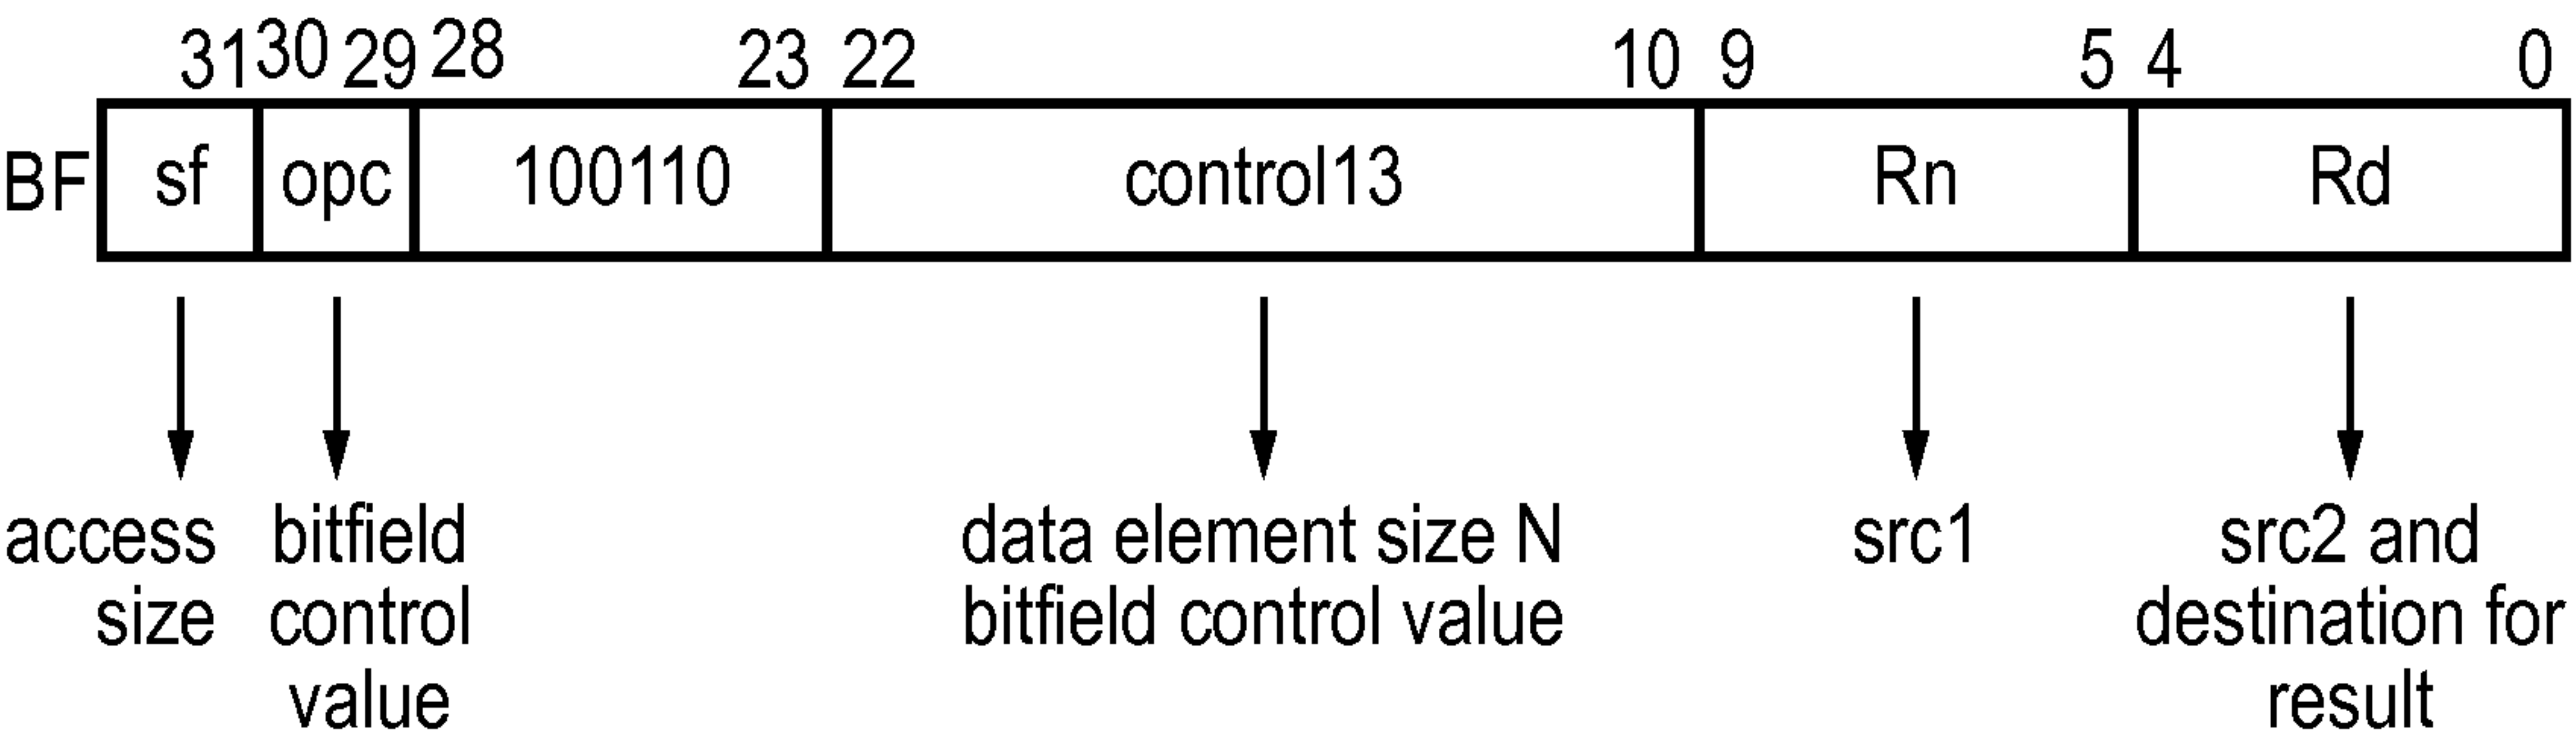 31 30 29 28 23 22 10 9 5 4 0
BF sf opc 100110 control13 Rn Rd
access size
bitfield control value
data element size N
bitfield control value
src1
src2 and
destination for
result